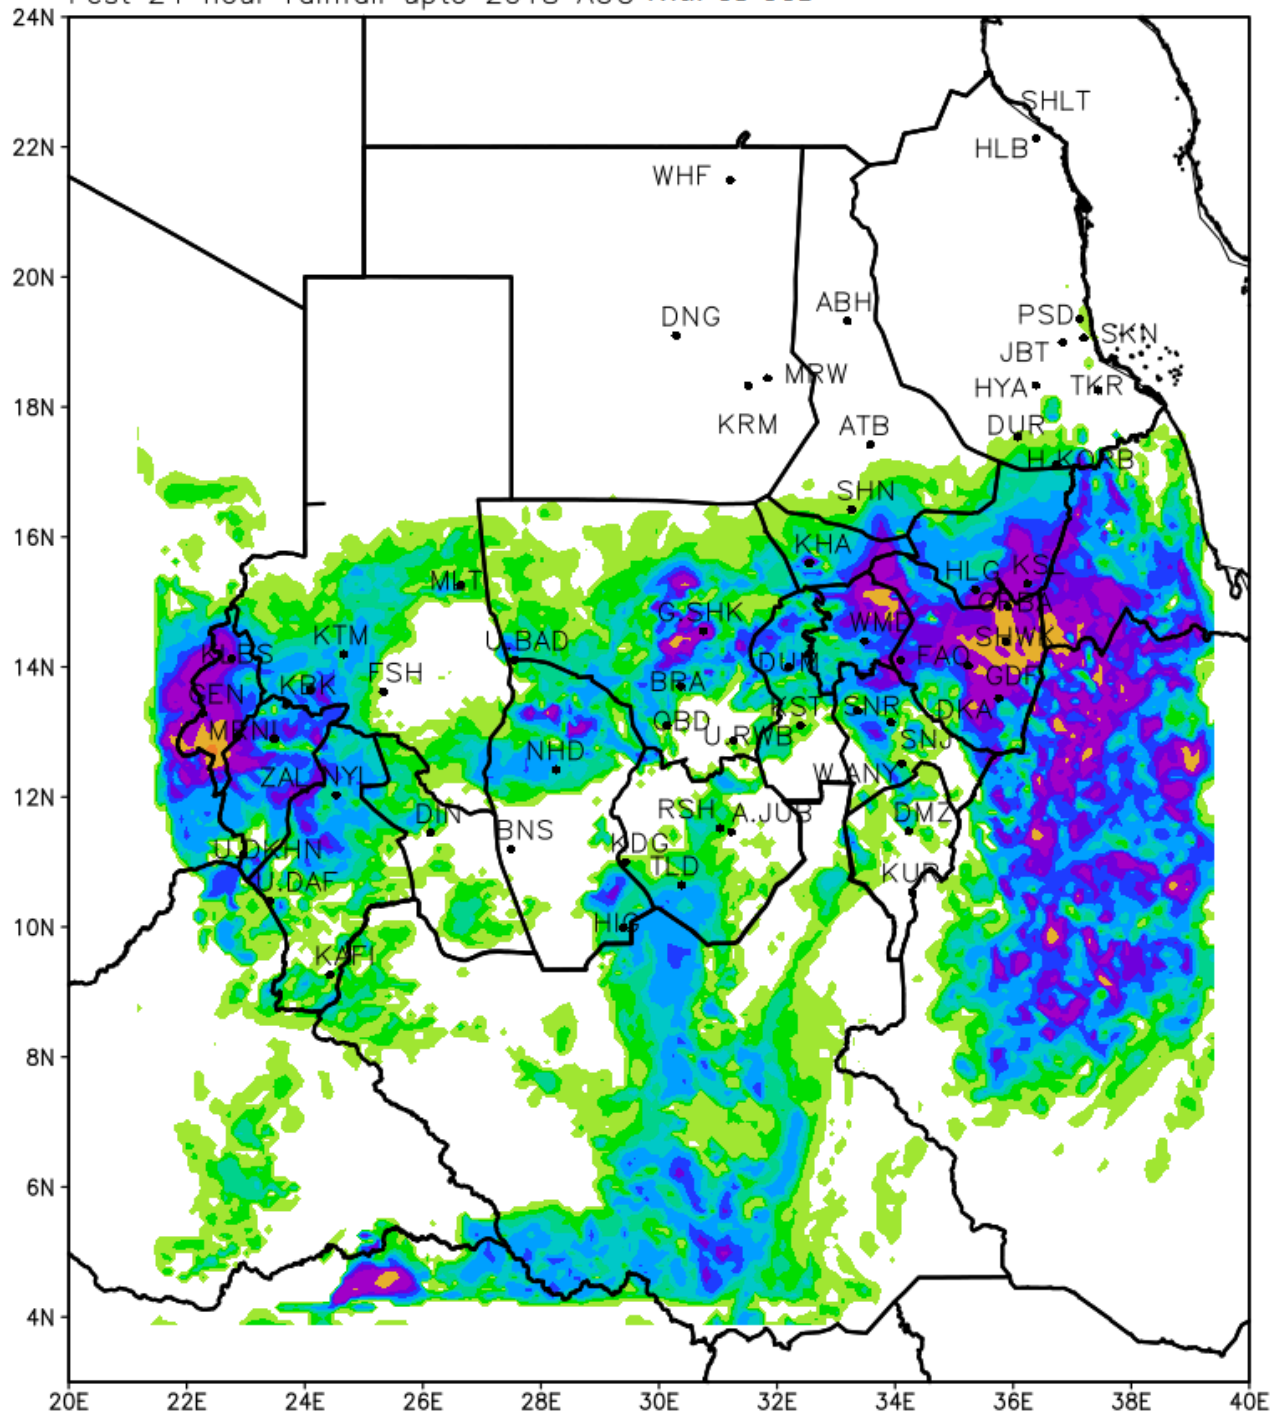 24N
SHLT
22N
HLB
WHF
20N
ABH
DNG
PSD
SKN
JBT
MRW
HYA
TKR
18N
KRM
ATB
DUR
H.KORB
SHN
16N
KHA
HLG
KSL
MLT
G.SHK
WMD
SHWK
KTM
U.BAD
14N
DUM
FAO
GDF
FSH
KBK
BRA
OBD
KST
SNR
DKA
U.RWB
SNJ
NHD
ZAL
NYL
W.ANY
12N
DIN
RSH
A.JUB
DMZ
BNS
KDG
U.DKHN
TLD
KUR
U.DAF
10N
HIG
KAFI
8N
6N
4N
20E 22E 24E 26E 28E 30E 32E 34E 36E 38E 40E